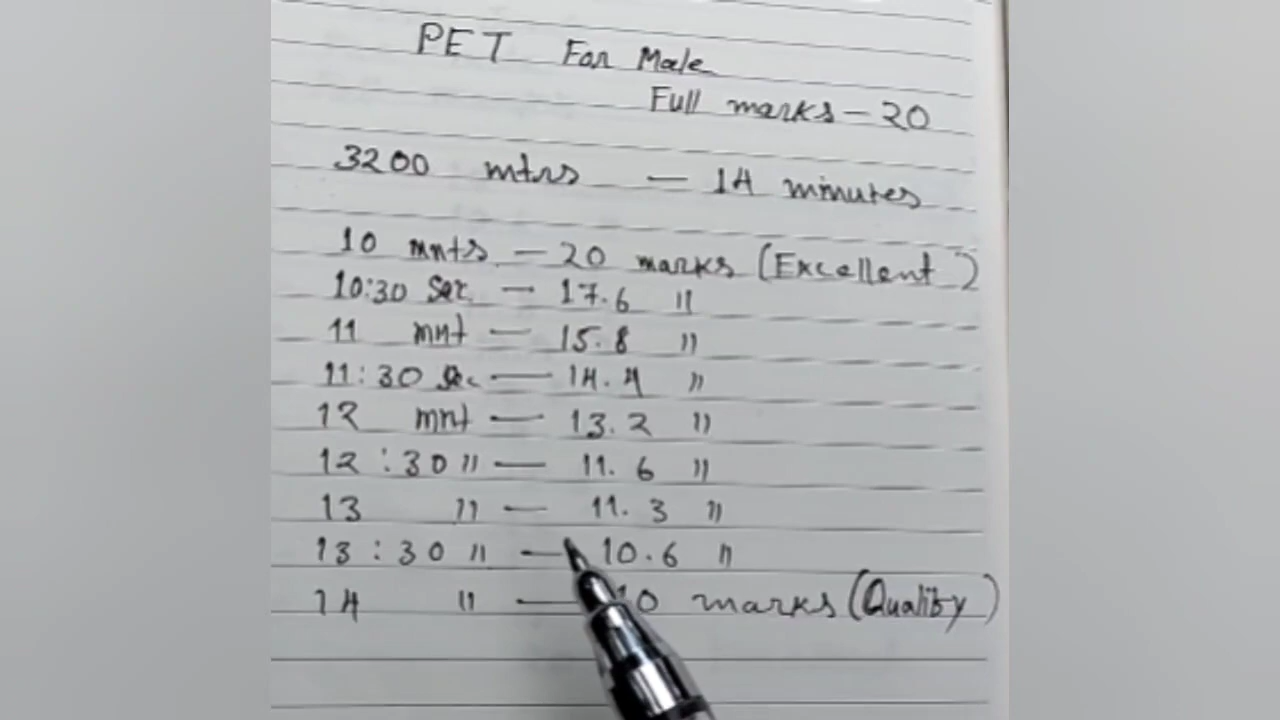 PET For Male
Full marks - 20
3200 mtrs — 14 minutes
10 mnts — 20 marks (Excellent)
10:30 Sec — 17.6 "
11 mnt — 15.8 "
11:30 Sec — 14.4 "
12 mnt — 13.2 "
12:30 " — 11.6 "
13 " — 11.3 "
13:30 " — 10.6 "
14 " — 10 marks (Quality)